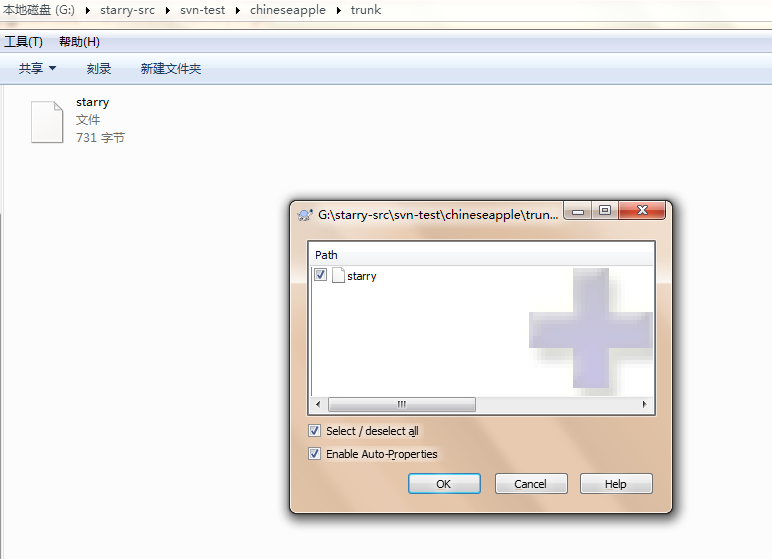 本地磁盘 (G:) ▸ starry-src ▸ svn-test ▸ chineseapple ▸ trunk
工具(T) 帮助(H)
共享 刻录 新建文件夹
starry
文件
731 字节
G:\starry-src\svn-test\chineseapple\trun...
Path
starry
Select / deselect all
Enable Auto-Properties
OK Cancel Help